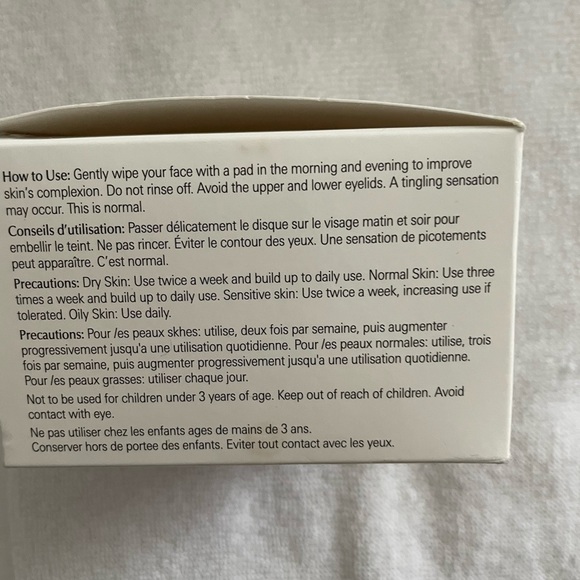 How to Use: Gently wipe your face with a pad in the morning and evening to improve
skin's complexion. Do not rinse off. Avoid the upper and lower eyelids. A tingling sensation
may occur. This is normal.
Conseils d'utilisation: Passer délicatement le disque sur le visage matin et soir pour
embellir le teint. Ne pas rincer. Éviter le contour des yeux. Une sensation de picotements
peut apparaître. C'est normal.
Precautions: Dry Skin: Use twice a week and build up to daily use. Normal Skin: Use three
times a week and build up to daily use. Sensitive skin: Use twice a week, increasing use if
tolerated. Oily Skin: Use daily.
Precautions: Pour /es peaux skhes: utilise, deux fois par semaine, puis augmenter
progressivement jusqu'a une utilisation quotidienne. Pour /es peaux normales: utilise, trois
fois par semaine, puis augmenter progressivement jusqu'a une utilisation quotidienne.
Pour /es peaux grasses: utiliser chaque jour.
Not to be used for children under 3 years of age. Keep out of reach of children. Avoid
contact with eye.
Ne pas utiliser chez les enfants ages de mains de 3 ans.
Conserver hors de portee des enfants. Eviter tout contact avec les yeux.